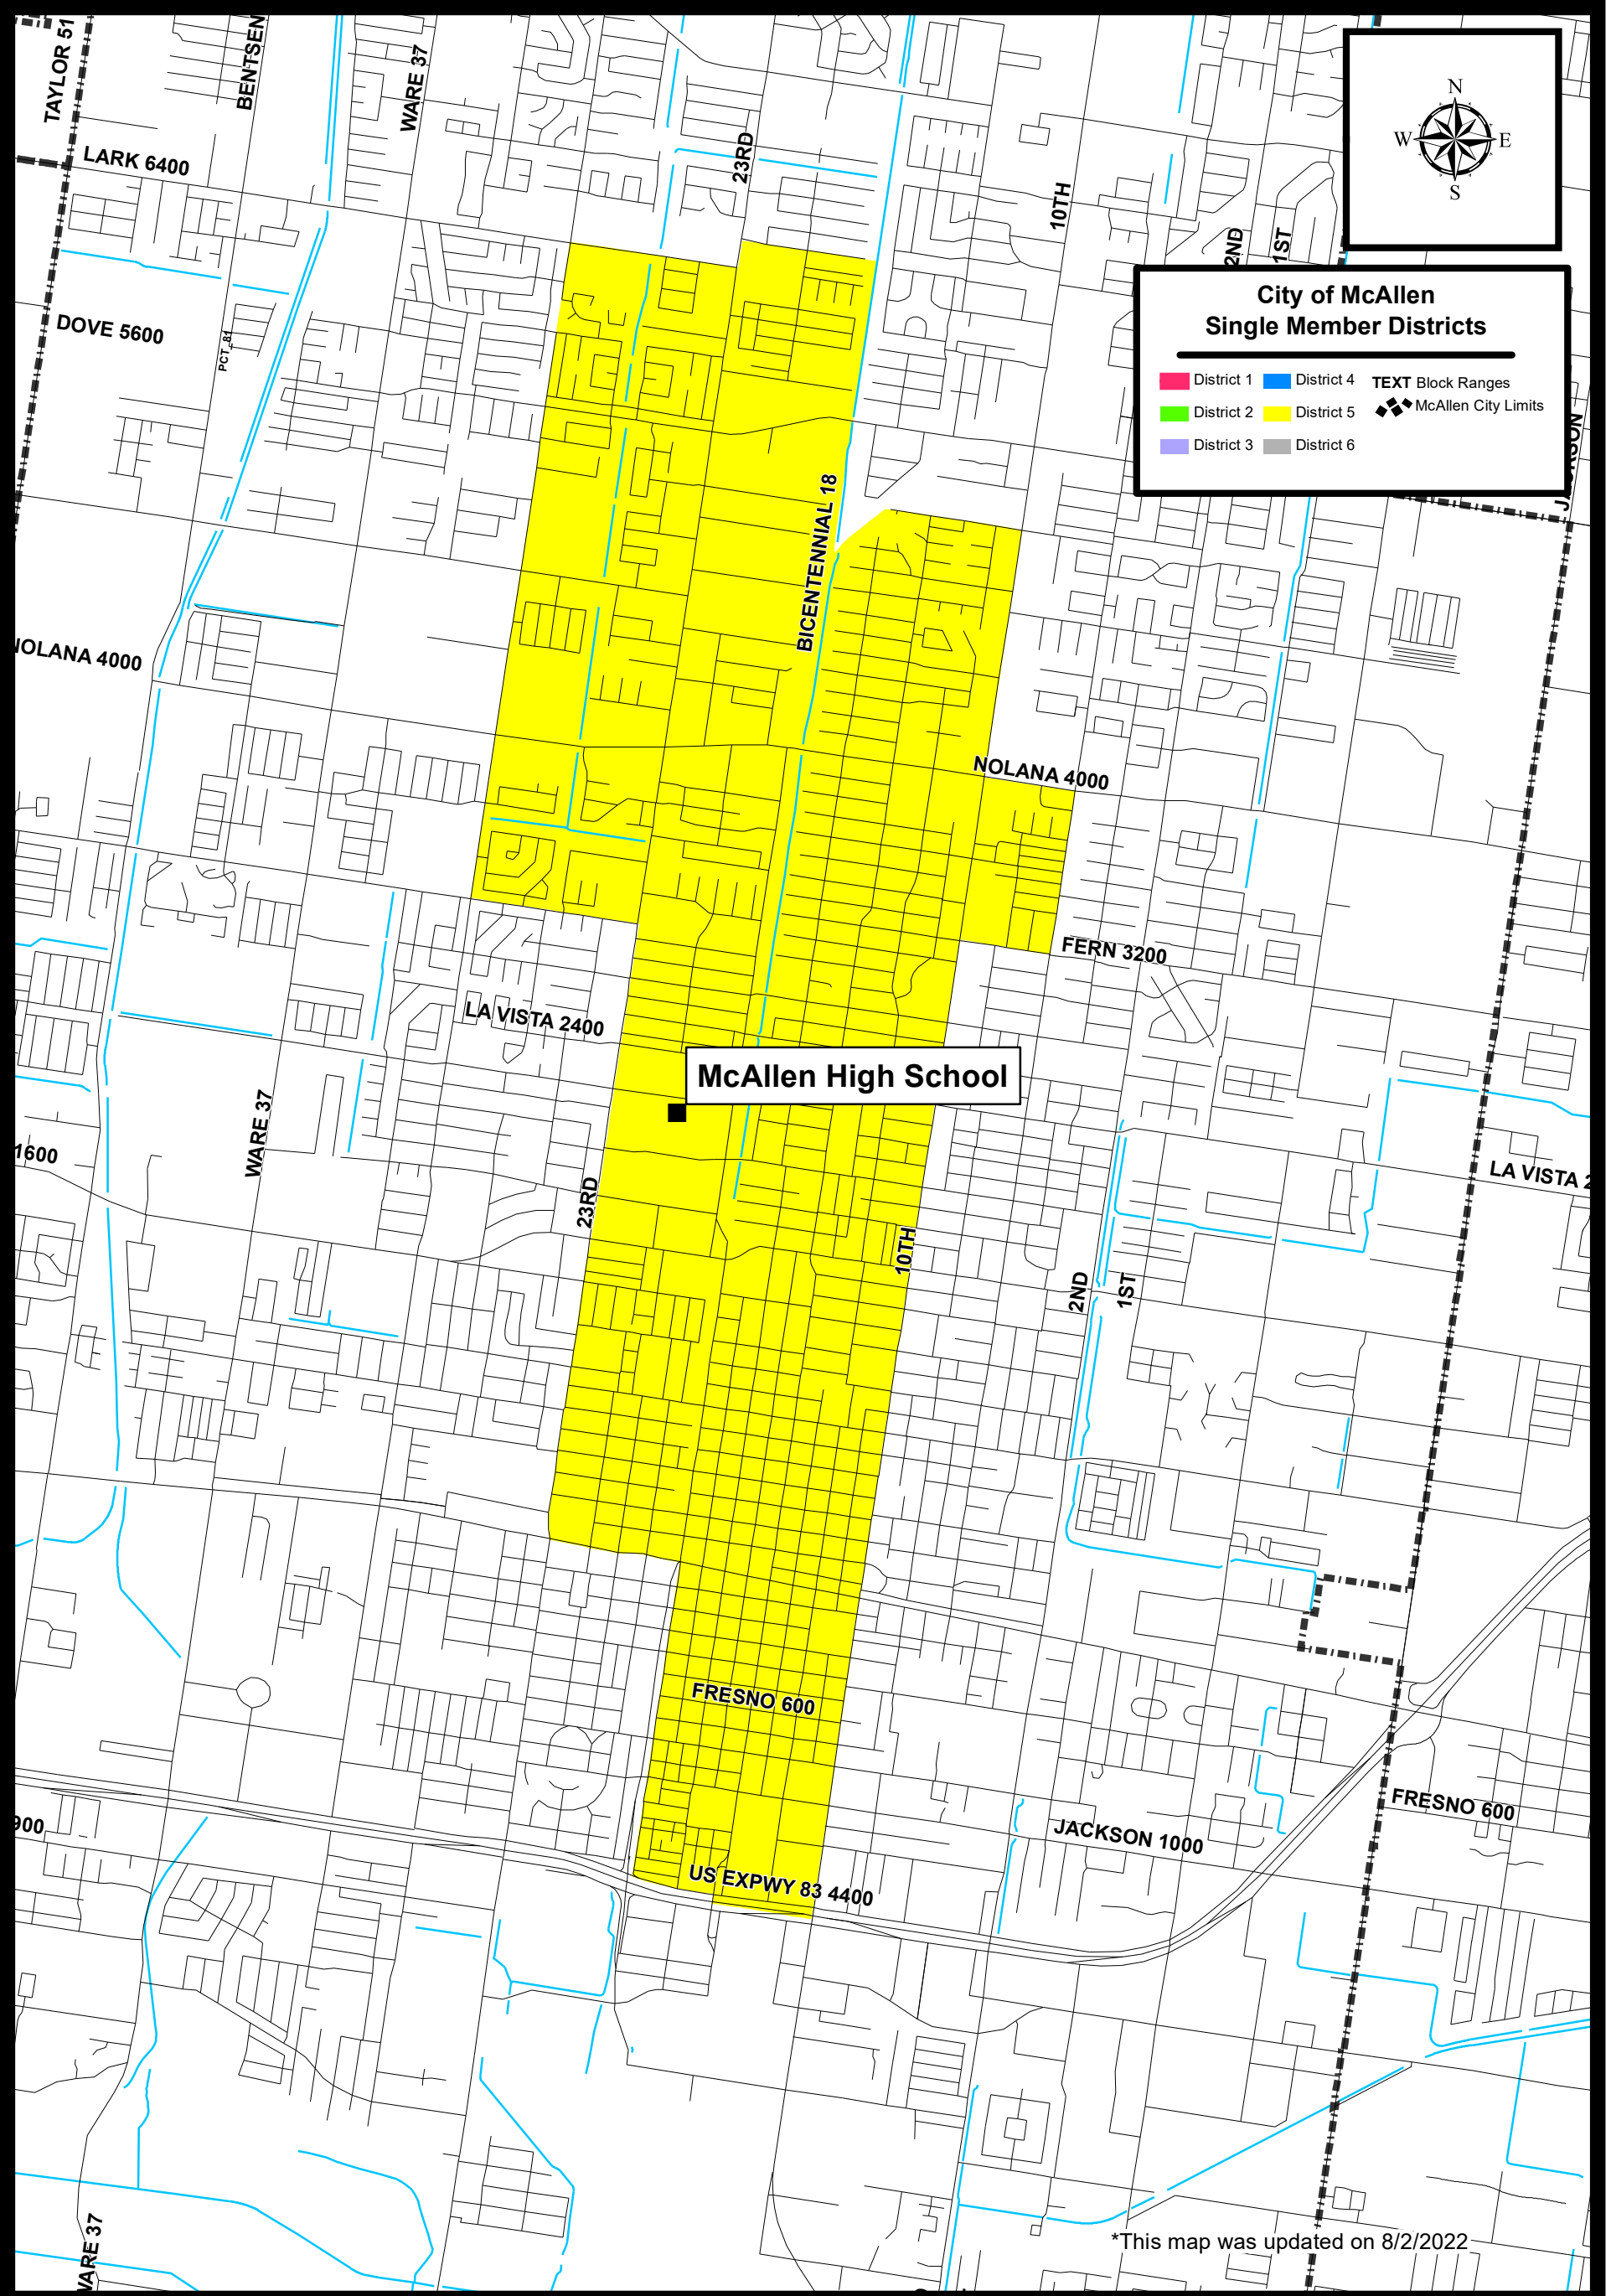 TAYLOR 51
BENTSEN
WARE 37
LARK 6400
23RD
10TH
2ND
1ST
N
W
E
S
City of McAllen
Single Member Districts
District 1
District 4
TEXT Block Ranges
District 2
District 5
McAllen City Limits
District 3
District 6
DOVE 5600
PCT_81
BICENTENNIAL 18
NOLANA 4000
NOLANA 4000
FERN 3200
LA VISTA 2400
McAllen High School
WARE 37
1600
23RD
10TH
2ND
1ST
LA VISTA 2
FRESNO 600
FRESNO 600
900
JACKSON 1000
US EXPWY 83 4400
*This map was updated on 8/2/2022
WARE 37